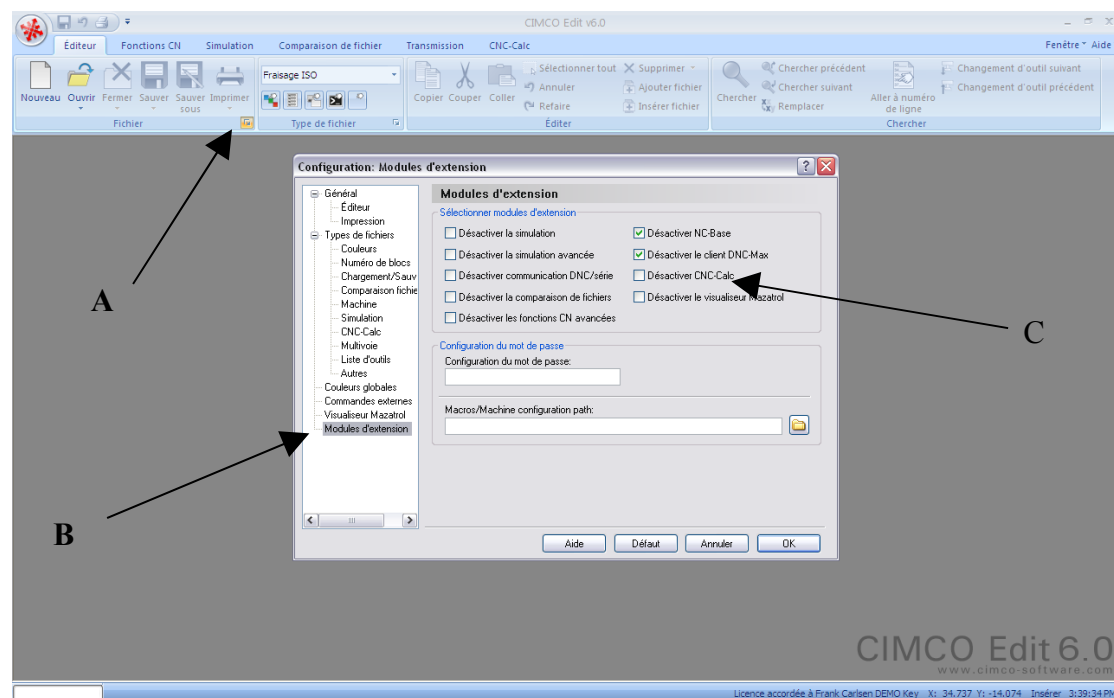 CIMCO Edit v6.0
Éditeur Fonctions CN Simulation Comparaison de fichier Transmission CNC-Calc Fenêtre Aide
Nouveau Ouvrir Fermer Sauver Sauver sous Imprimer
Fichier
Fraisage ISO
Type de fichier
Copier Couper Coller
Sélectionner tout Supprimer
Annuler Ajouter fichier
Refaire Insérer fichier
Éditer
Chercher
Chercher précédent
Chercher suivant
Remplacer
Aller à numéro de ligne
Changement d'outil suivant
Changement d'outil précédent
Chercher
A
B
C
Configuration: Modules d'extension
Général
Éditeur
Impression
Types de fichiers
Couleurs
Numéro de blocs
Chargement/Sauv
Comparaison fichie
Machine
Simulation
CNC-Calc
Multivoie
Liste d'outils
Autres
Couleurs globales
Commandes externes
Visualiseur Mazatrol
Modules d'extension
Modules d'extension
Sélectionner modules d'extension
Désactiver la simulation Désactiver NC-Base
Désactiver la simulation avancée Désactiver le client DNC-Max
Désactiver communication DNC/série Désactiver CNC-Calc
Désactiver la comparaison de fichiers Désactiver le visualiseur Mazatrol
Désactiver les fonctions CN avancées
Configuration du mot de passe
Configuration du mot de passe:
Macros/Machine configuration path:
Aide Défaut Annuler OK
CIMCO Edit 6.0
www.cimco-software.com
Licence accordée à Frank Carlsen DEMO Key X: 34.737 Y: -14.074 Insérer 3:39:34 PM